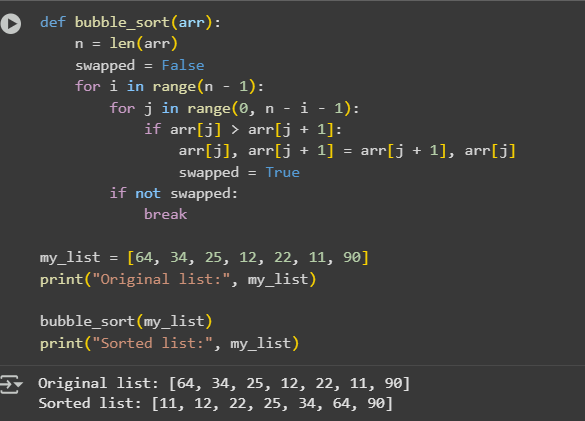 def bubble_sort(arr):
    n = len(arr)
    swapped = False
    for i in range(n - 1):
        for j in range(0, n - i - 1):
            if arr[j] > arr[j + 1]:
                arr[j], arr[j + 1] = arr[j + 1], arr[j]
                swapped = True
        if not swapped:
            break

my_list = [64, 34, 25, 12, 22, 11, 90]
print("Original list:", my_list)

bubble_sort(my_list)
print("Sorted list:", my_list)

Original list: [64, 34, 25, 12, 22, 11, 90]
Sorted list: [11, 12, 22, 25, 34, 64, 90]